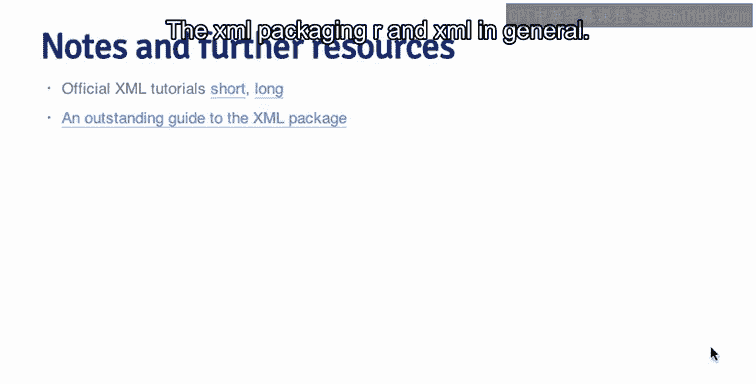 The xml packaging r and xml in general.
Notes and further resources
Official XML tutorials short, long
An outstanding guide to the XML package